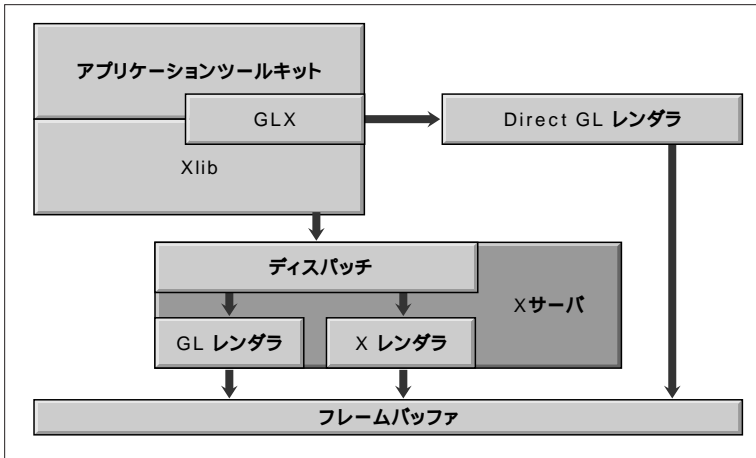 アプリケーションツールキット
GLX
Direct GL レンダラ
Xlib
ディスパッチ
Xサーバ
GL レンダラ
X レンダラ
フレームバッファ